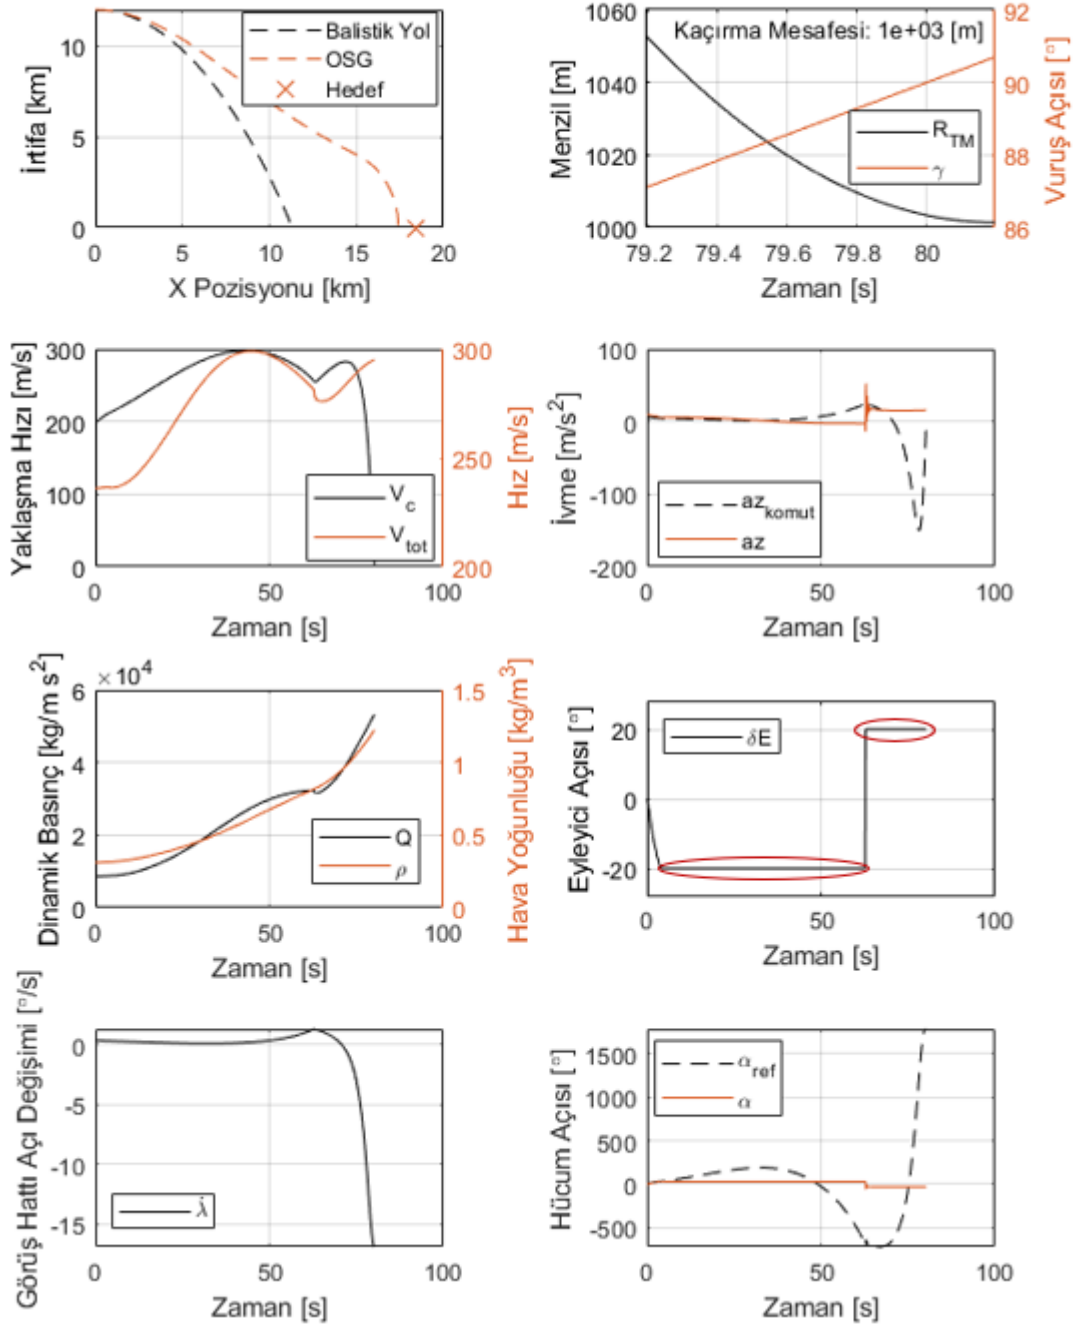 Balistik Yol
OSG
Hedef
10
5
0
0 5 10 15 20
İrtifa [km]
X Pozisyonu [km]
Kaçırma Mesafesi: 1e+03 [m]
R_TM
γ
1060
1040
1020
1000
92
90
88
86
79.2 79.4 79.6 79.8 80
Menzil [m]
Vuruş Açısı [°]
Zaman [s]
300
200
100
0
300
250
200
V_c
V_tot
0 50 100
Yaklaşma Hızı [m/s]
Hız [m/s]
Zaman [s]
100
0
-100
-200
az_komut
az
0 50 100
İvme [m/s²]
Zaman [s]
× 10⁴
6
4
2
0
1.5
1
0.5
0
Q
ρ
0 50 100
Dinamik Basınç [kg/m s²]
Hava Yoğunluğu [kg/m³]
Zaman [s]
20
0
-20
δE
0 50 100
Eyleyici Açısı [°]
Zaman [s]
0
-5
-10
-15
λ̇
0 50 100
Görüş Hattı Açı Değişimi [°/s]
Zaman [s]
1500
1000
500
0
-500
α_ref
α
0 50 100
Hücum Açısı [°]
Zaman [s]